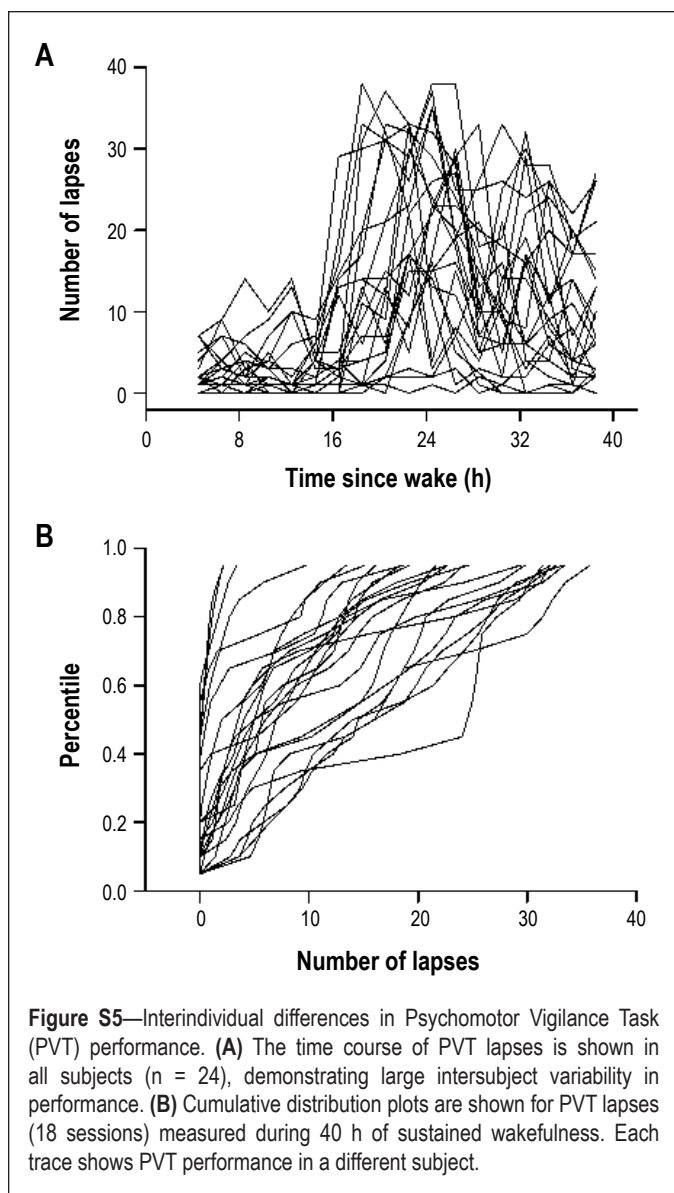 A
40
30
20
10
0
Number of lapses
0 8 16 24 32 40
Time since wake (h)
B
1.0
0.8
0.6
0.4
0.2
0.0
Percentile
0 10 20 30 40
Number of lapses
Figure S5—Interindividual differences in Psychomotor Vigilance Task
(PVT) performance. (A) The time course of PVT lapses is shown in
all subjects (n = 24), demonstrating large intersubject variability in
performance. (B) Cumulative distribution plots are shown for PVT lapses
(18 sessions) measured during 40 h of sustained wakefulness. Each
trace shows PVT performance in a different subject.